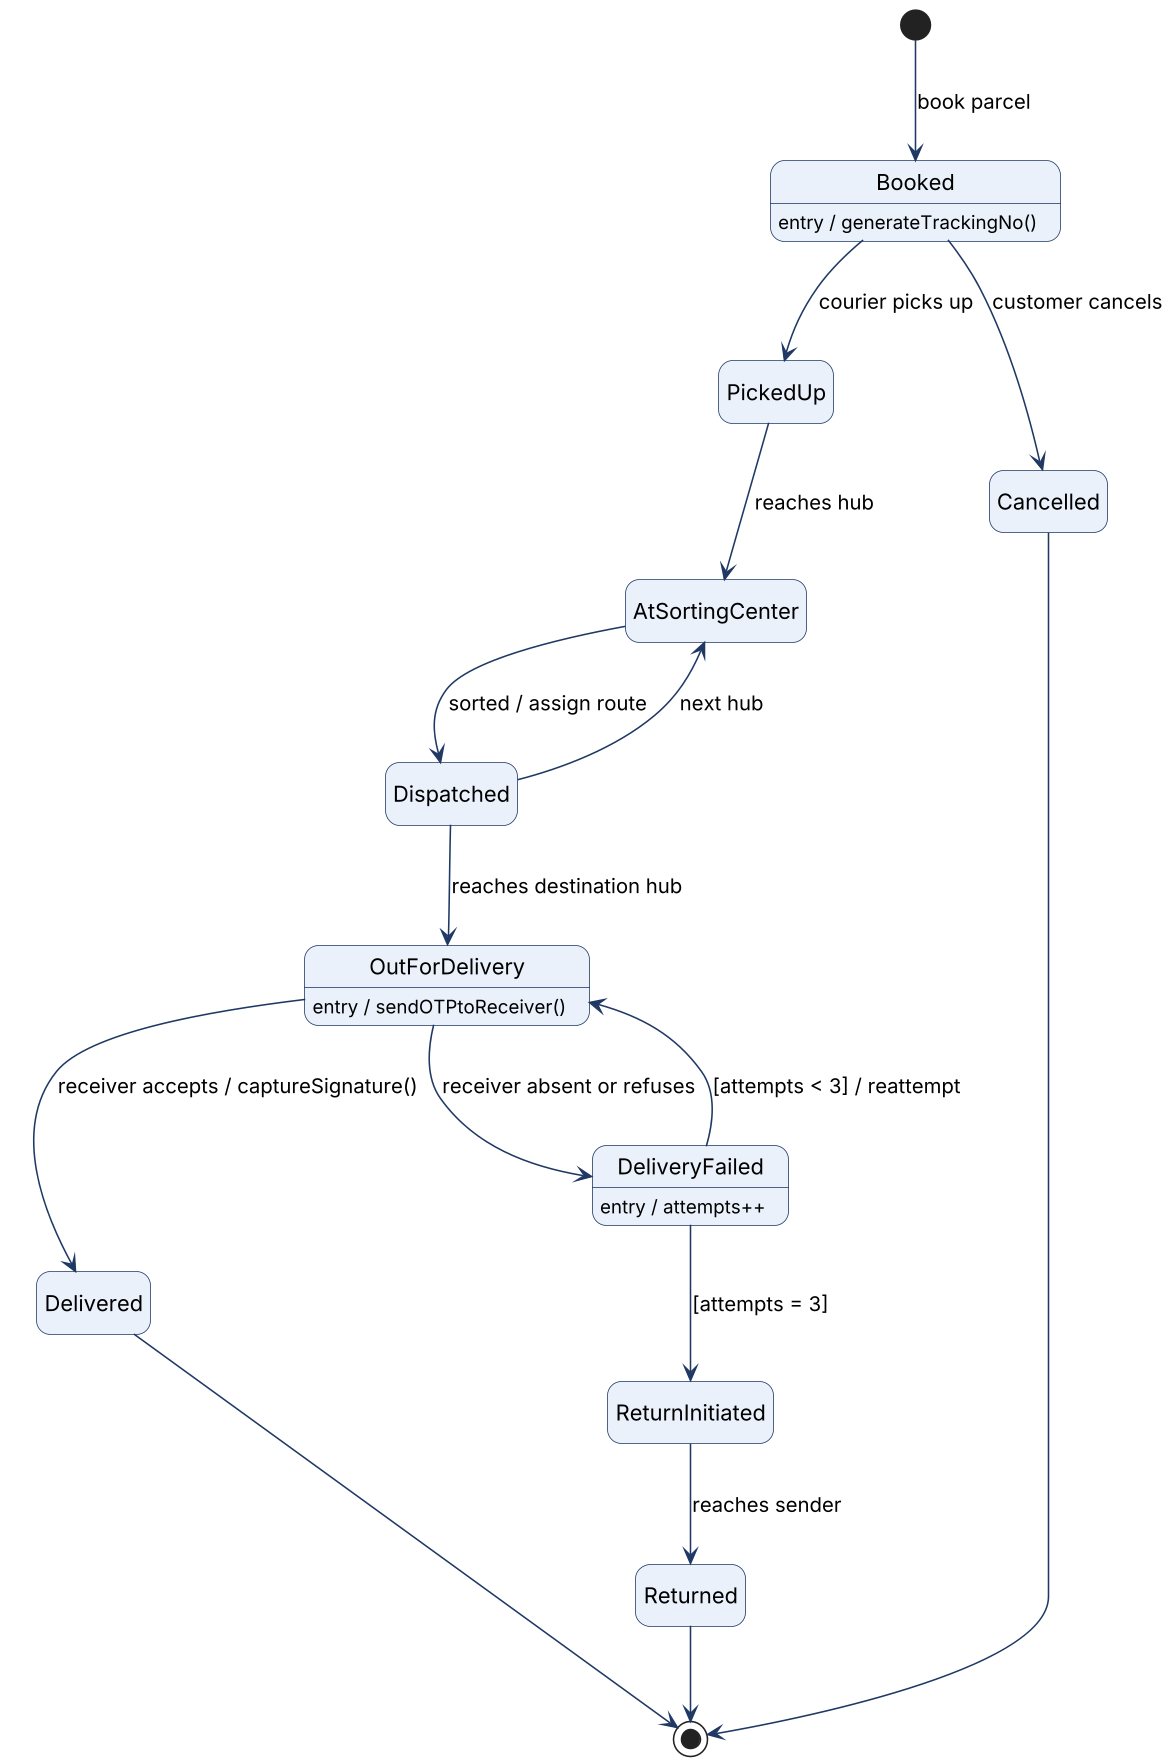 book parcel
Booked
entry / generateTrackingNo()
courier picks up
customer cancels
PickedUp
Cancelled
reaches hub
AtSortingCenter
sorted / assign route
next hub
Dispatched
reaches destination hub
OutForDelivery
entry / sendOTPtoReceiver()
receiver accepts / captureSignature()
receiver absent or refuses
[attempts < 3] / reattempt
DeliveryFailed
entry / attempts++
Delivered
[attempts = 3]
ReturnInitiated
reaches sender
Returned